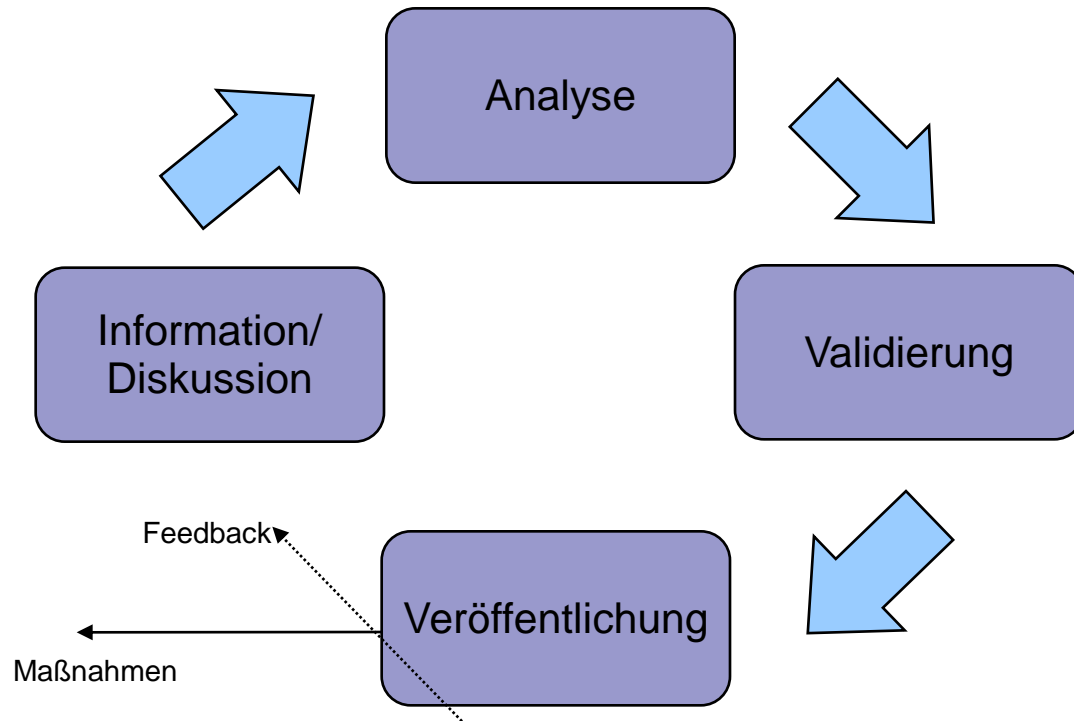 Analyse
Information/
Diskussion
Validierung
Feedback
Veröffentlichung
Maßnahmen